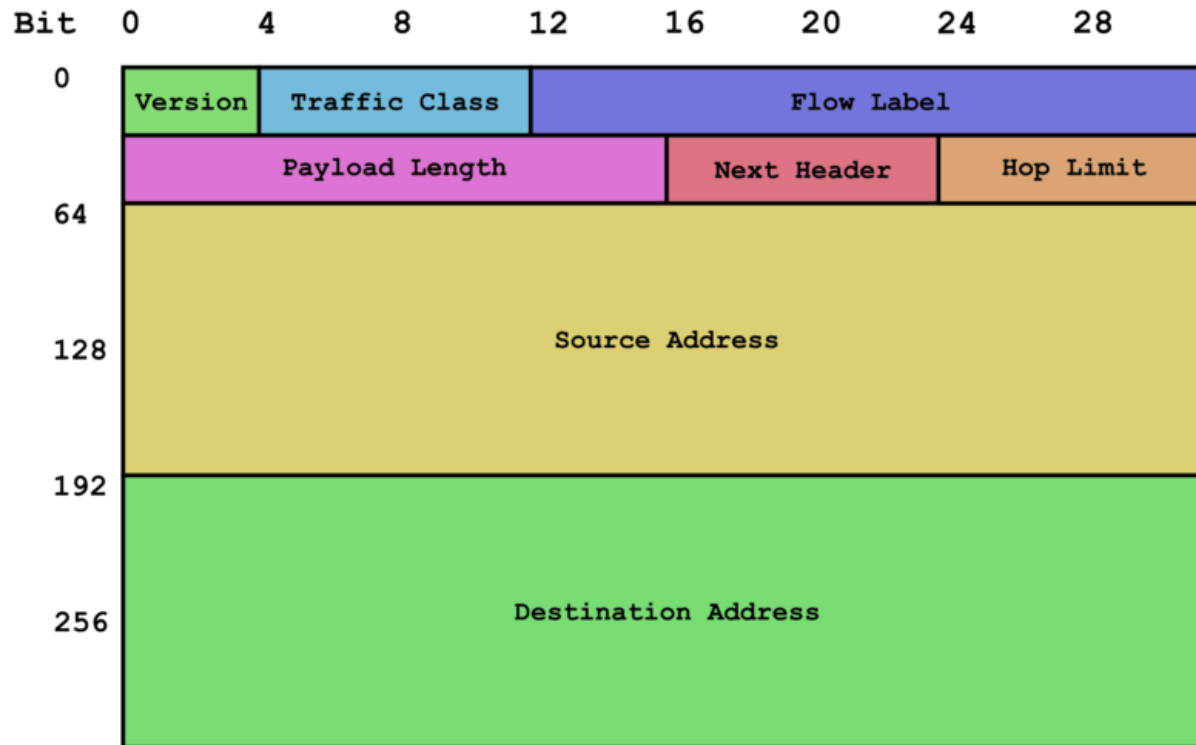 Bit 0 4 8 12 16 20 24 28
0
Version Traffic Class Flow Label
Payload Length Next Header Hop Limit
64
Source Address
128
192
Destination Address
256